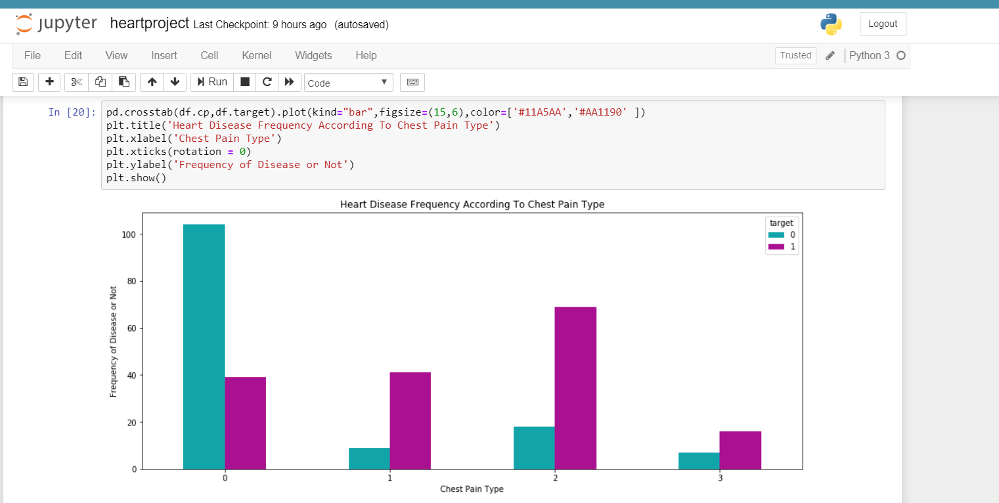 jupyter heartproject Last Checkpoint: 9 hours ago (autosaved) Logout
File Edit View Insert Cell Kernel Widgets Help Trusted Python 3
Run Code
In [20]: pd.crosstab(df.cp,df.target).plot(kind="bar",figsize=(15,6),color=['#11A5AA','#AA1190' ])
plt.title('Heart Disease Frequency According To Chest Pain Type')
plt.xlabel('Chest Pain Type')
plt.xticks(rotation = 0)
plt.ylabel('Frequency of Disease or Not')
plt.show()
Heart Disease Frequency According To Chest Pain Type
target
0
1
100
80
60
40
20
0
Frequency of Disease or Not
0 1 2 3
Chest Pain Type